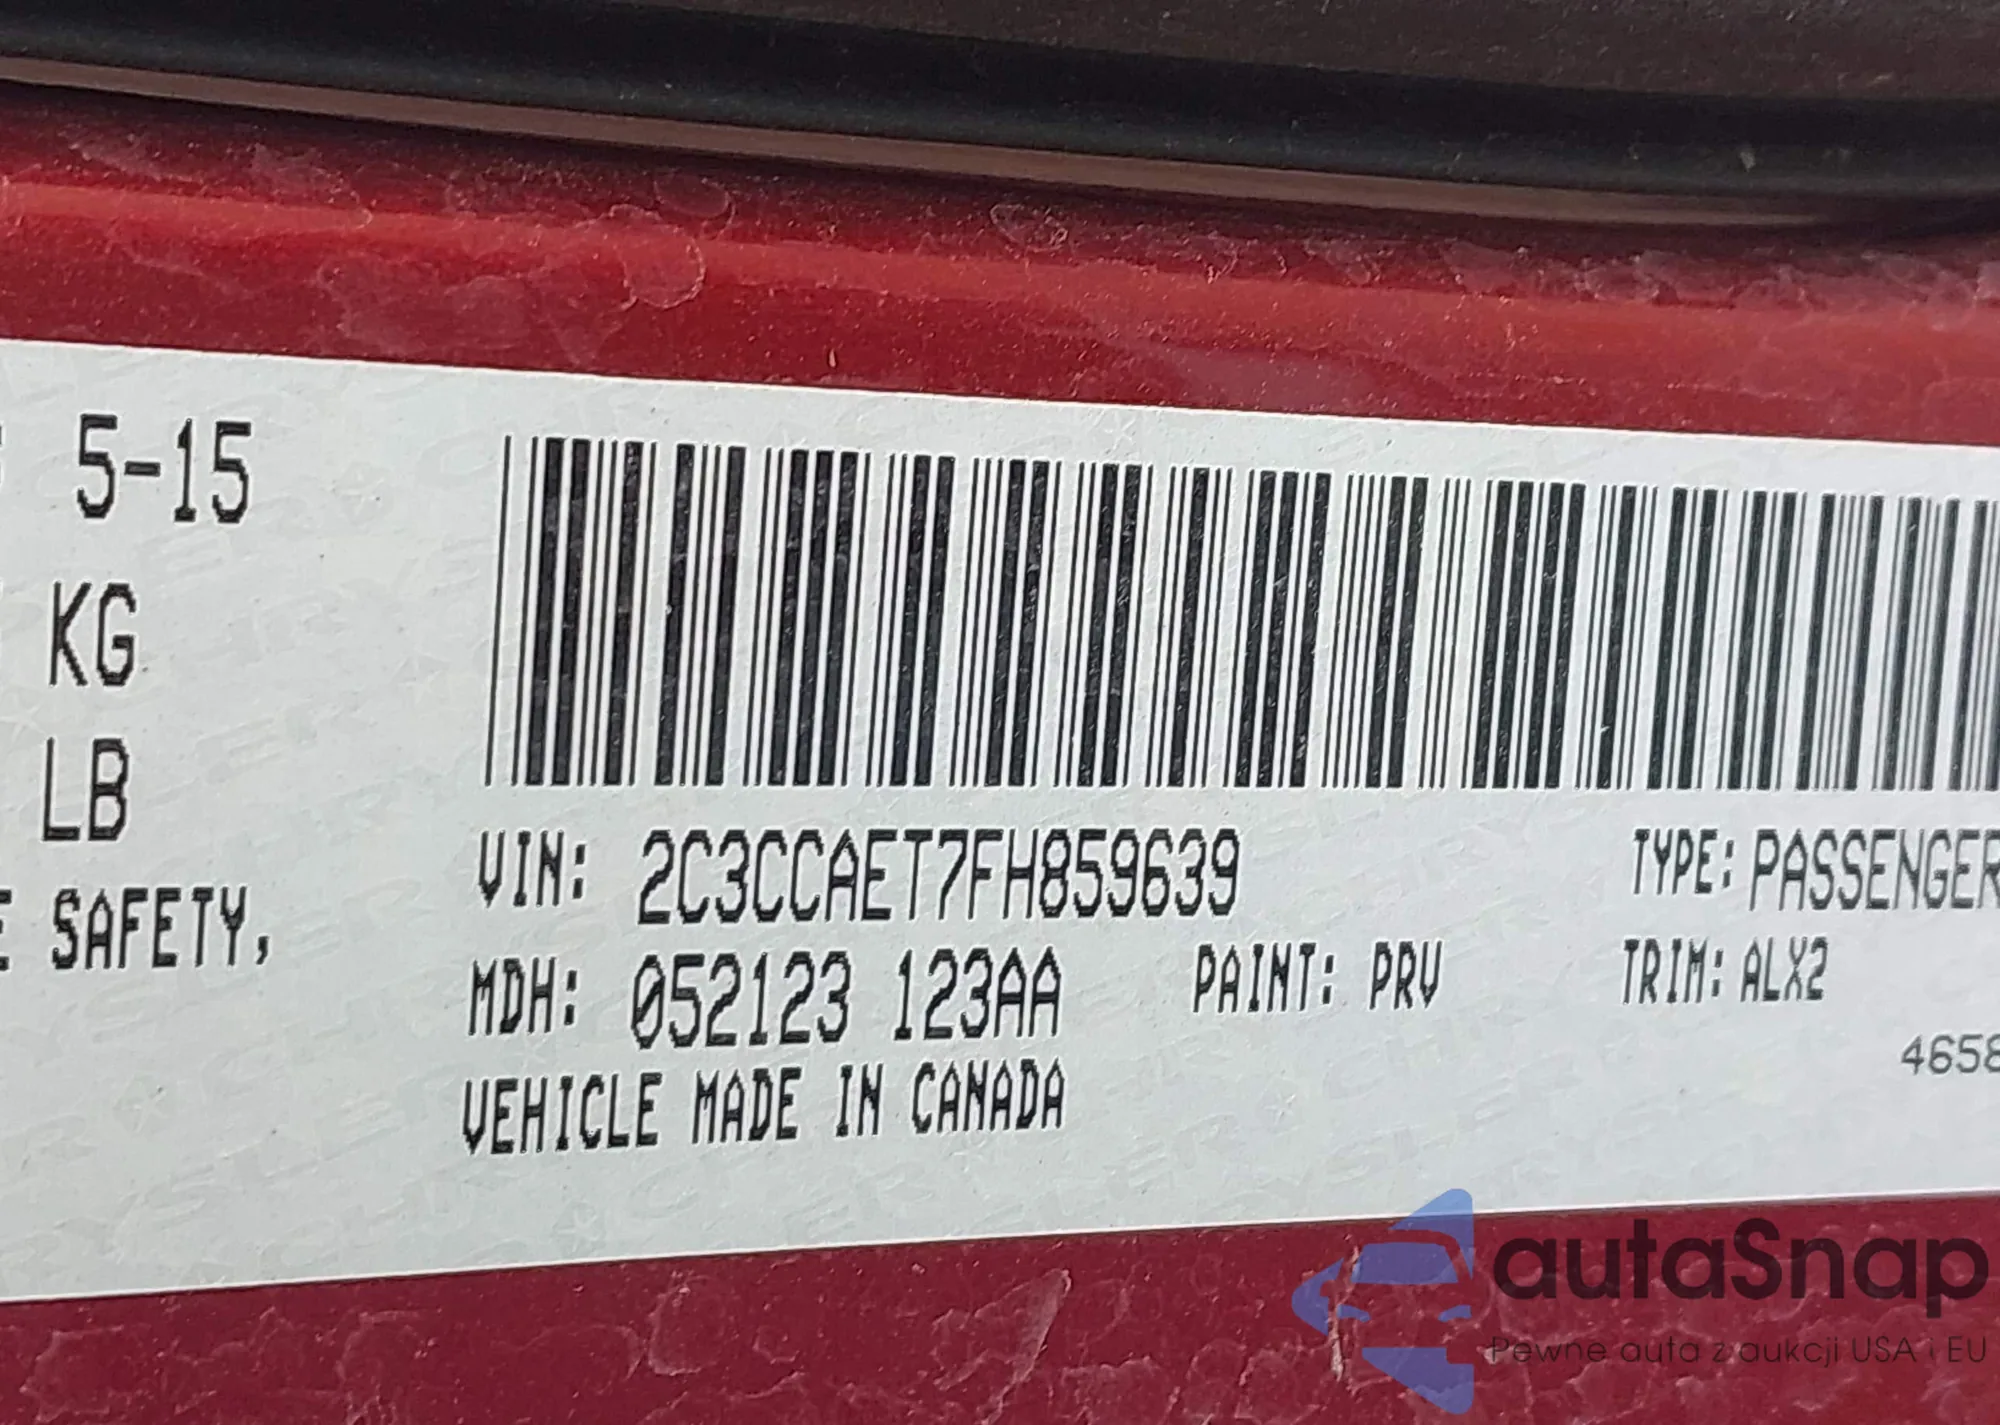 5-15
KG
LB
SAFETY,
VIN: 2C3CCAET7FH859639
TYPE: PASSENGER
MDH: 052123 123AA
PAINT: PRV
TRIM: ALX2
4658
VEHICLE MADE IN CANADA
autaSnap
Pewne auta z aukcji USA i EU